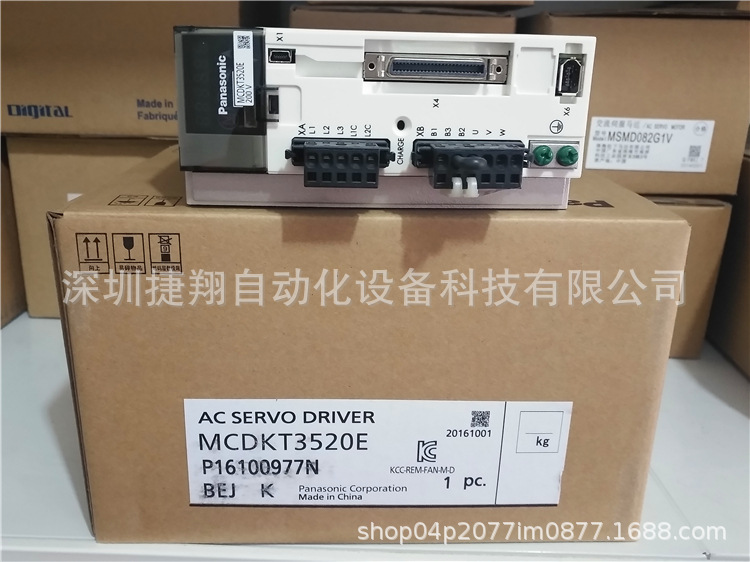 X1
Panasonic
MCDKT3520E
200 V
X4
X6
XA
L1
L2
L3
L1C
L2C
CHARGE
XB
B1
B3
B2
U
V
W
DIGITAL
Made in
Fabriqué
MSMD082G1V
向上
深圳捷翔自动化设备科技有限公司
AC SERVO DRIVER
MCDKT3520E
P16100977N
BEJ K
Panasonic Corporation
Made in China
20161001
KCC-REM-FAN-M-D
1 pc.
kg
shop04p2077im0877.1688.com